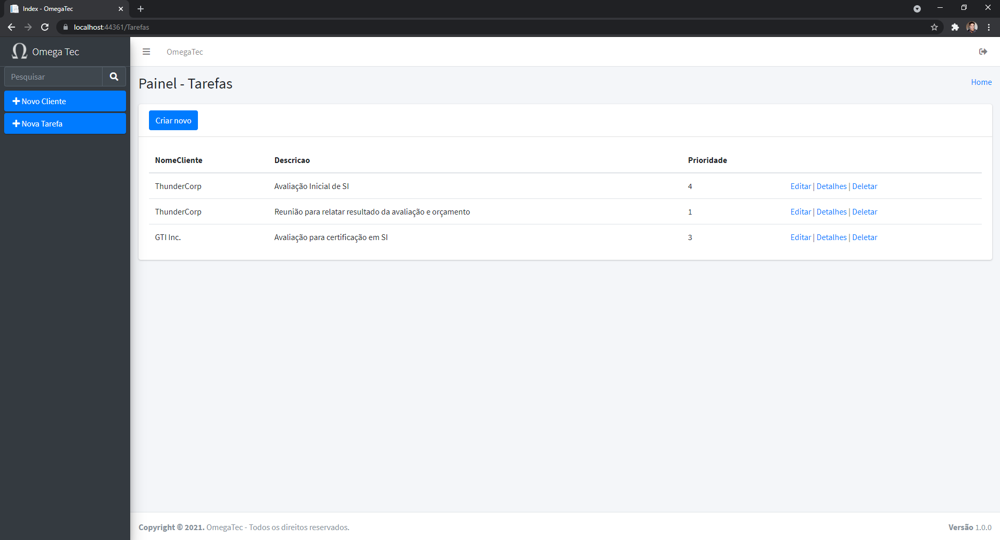 Index - OmegaTec
localhost:44361/Tarefas
Omega Tec
OmegaTec
Pesquisar
Novo Cliente
Nova Tarefa
Painel - Tarefas
Home
Criar novo
NomeCliente Descricao Prioridade
ThunderCorp Avaliação Inicial de SI 4 Editar | Detalhes | Deletar
ThunderCorp Reunião para relatar resultado da avaliação e orçamento 1 Editar | Detalhes | Deletar
GTI Inc. Avaliação para certificação em SI 3 Editar | Detalhes | Deletar
Copyright © 2021. OmegaTec - Todos os direitos reservados.
Versão 1.0.0